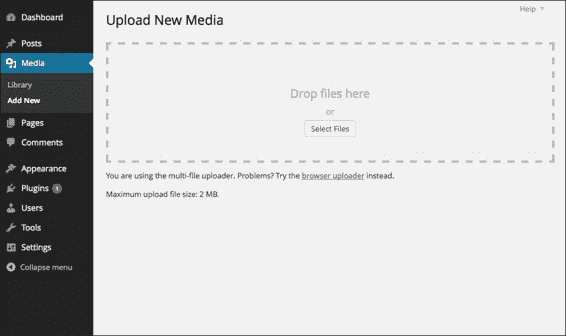 Dashboard
Posts
Media
Library
Add New
Pages
Comments
Appearance
Plugins 1
Users
Tools
Settings
Collapse menu
Help
Upload New Media
Drop files here
or
Select Files
You are using the multi-file uploader. Problems? Try the browser uploader instead.
Maximum upload file size: 2 MB.